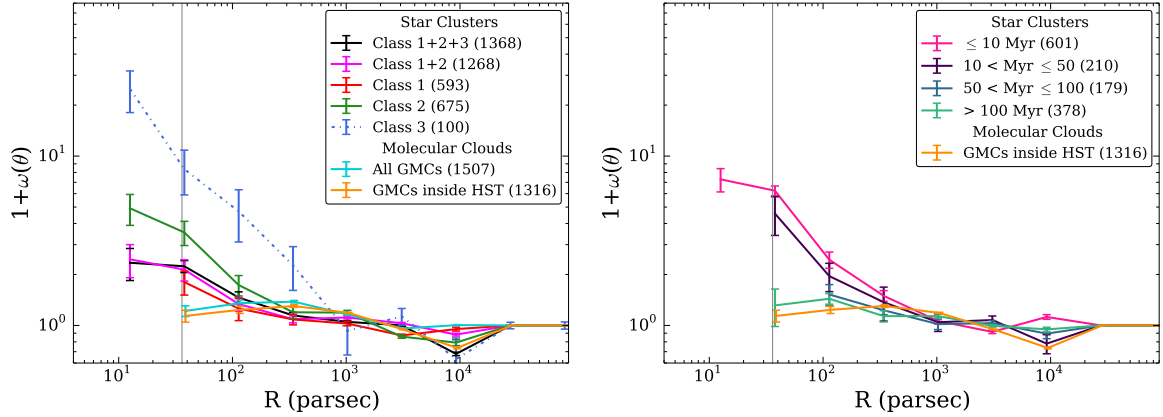 Star Clusters
Class 1+2+3 (1368)
Class 1+2 (1268)
Class 1 (593)
Class 2 (675)
Class 3 (100)
Molecular Clouds
All GMCs (1507)
GMCs inside HST (1316)
10¹
10⁰
1+ω(θ)
10¹ 10² 10³ 10⁴
R (parsec)
Star Clusters
≤ 10 Myr (601)
10 < Myr ≤ 50 (210)
50 < Myr ≤ 100 (179)
> 100 Myr (378)
Molecular Clouds
GMCs inside HST (1316)
10¹
10⁰
1+ω(θ)
10¹ 10² 10³ 10⁴
R (parsec)